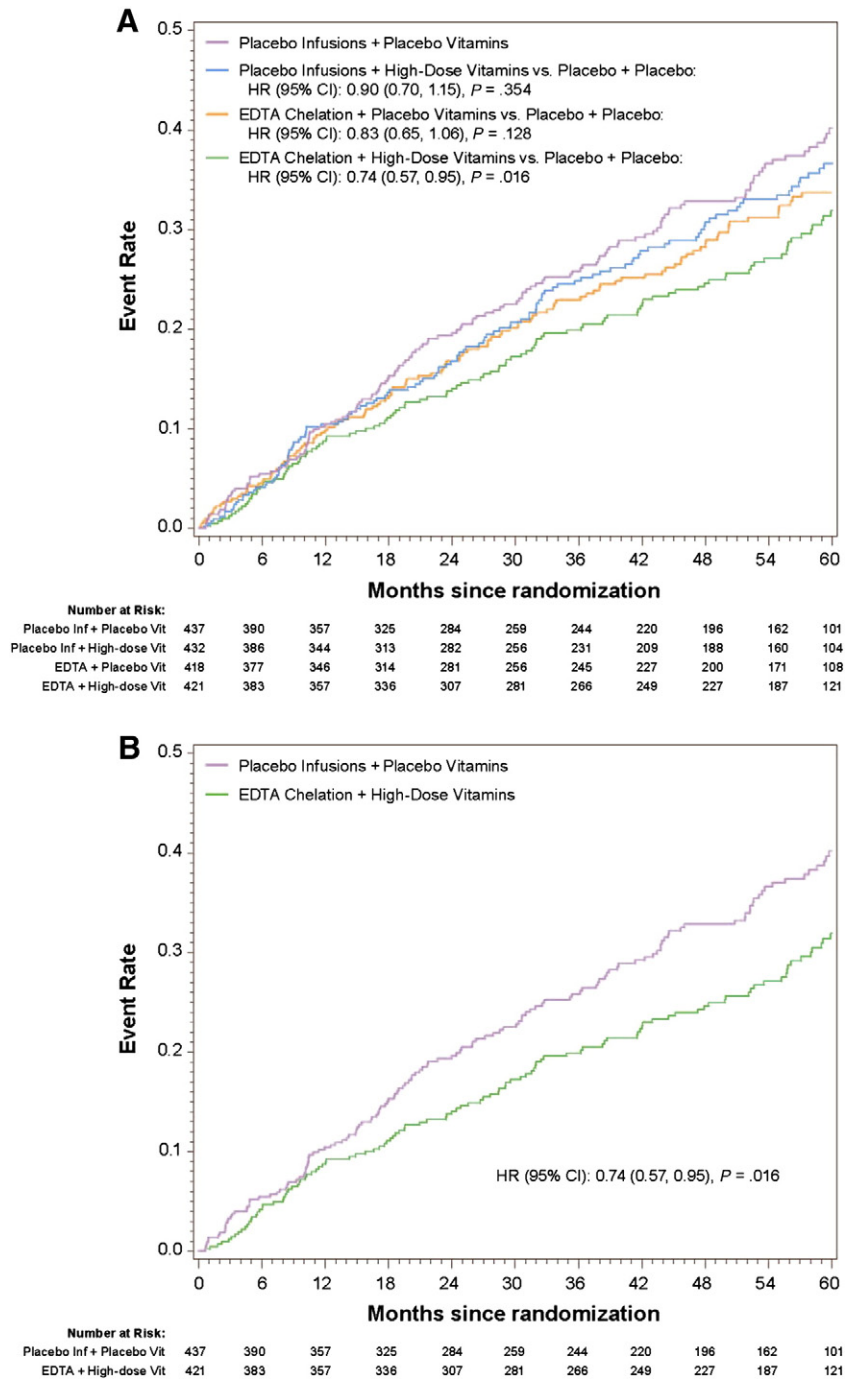 A
0.5
Placebo Infusions + Placebo Vitamins
Placebo Infusions + High-Dose Vitamins vs. Placebo + Placebo:
HR (95% CI): 0.90 (0.70, 1.15), P = .354
EDTA Chelation + Placebo Vitamins vs. Placebo + Placebo:
HR (95% CI): 0.83 (0.65, 1.06), P = .128
0.4
EDTA Chelation + High-Dose Vitamins vs. Placebo + Placebo:
HR (95% CI): 0.74 (0.57, 0.95), P = .016
0.3
Event Rate
0.2
0.1
0.0
0 6 12 18 24 30 36 42 48 54 60
Months since randomization
Number at Risk:
Placebo Inf + Placebo Vit 437 390 357 325 284 259 244 220 196 162 101
Placebo Inf + High-dose Vit 432 386 344 313 282 256 231 209 188 160 104
EDTA + Placebo Vit 418 377 346 314 281 256 245 227 200 171 108
EDTA + High-dose Vit 421 383 357 336 307 281 266 249 227 187 121
B
0.5
Placebo Infusions + Placebo Vitamins
EDTA Chelation + High-Dose Vitamins
0.4
0.3
Event Rate
0.2
0.1
HR (95% CI): 0.74 (0.57, 0.95), P = .016
0.0
0 6 12 18 24 30 36 42 48 54 60
Months since randomization
Number at Risk:
Placebo Inf + Placebo Vit 437 390 357 325 284 259 244 220 196 162 101
EDTA + High-dose Vit 421 383 357 336 307 281 266 249 227 187 121